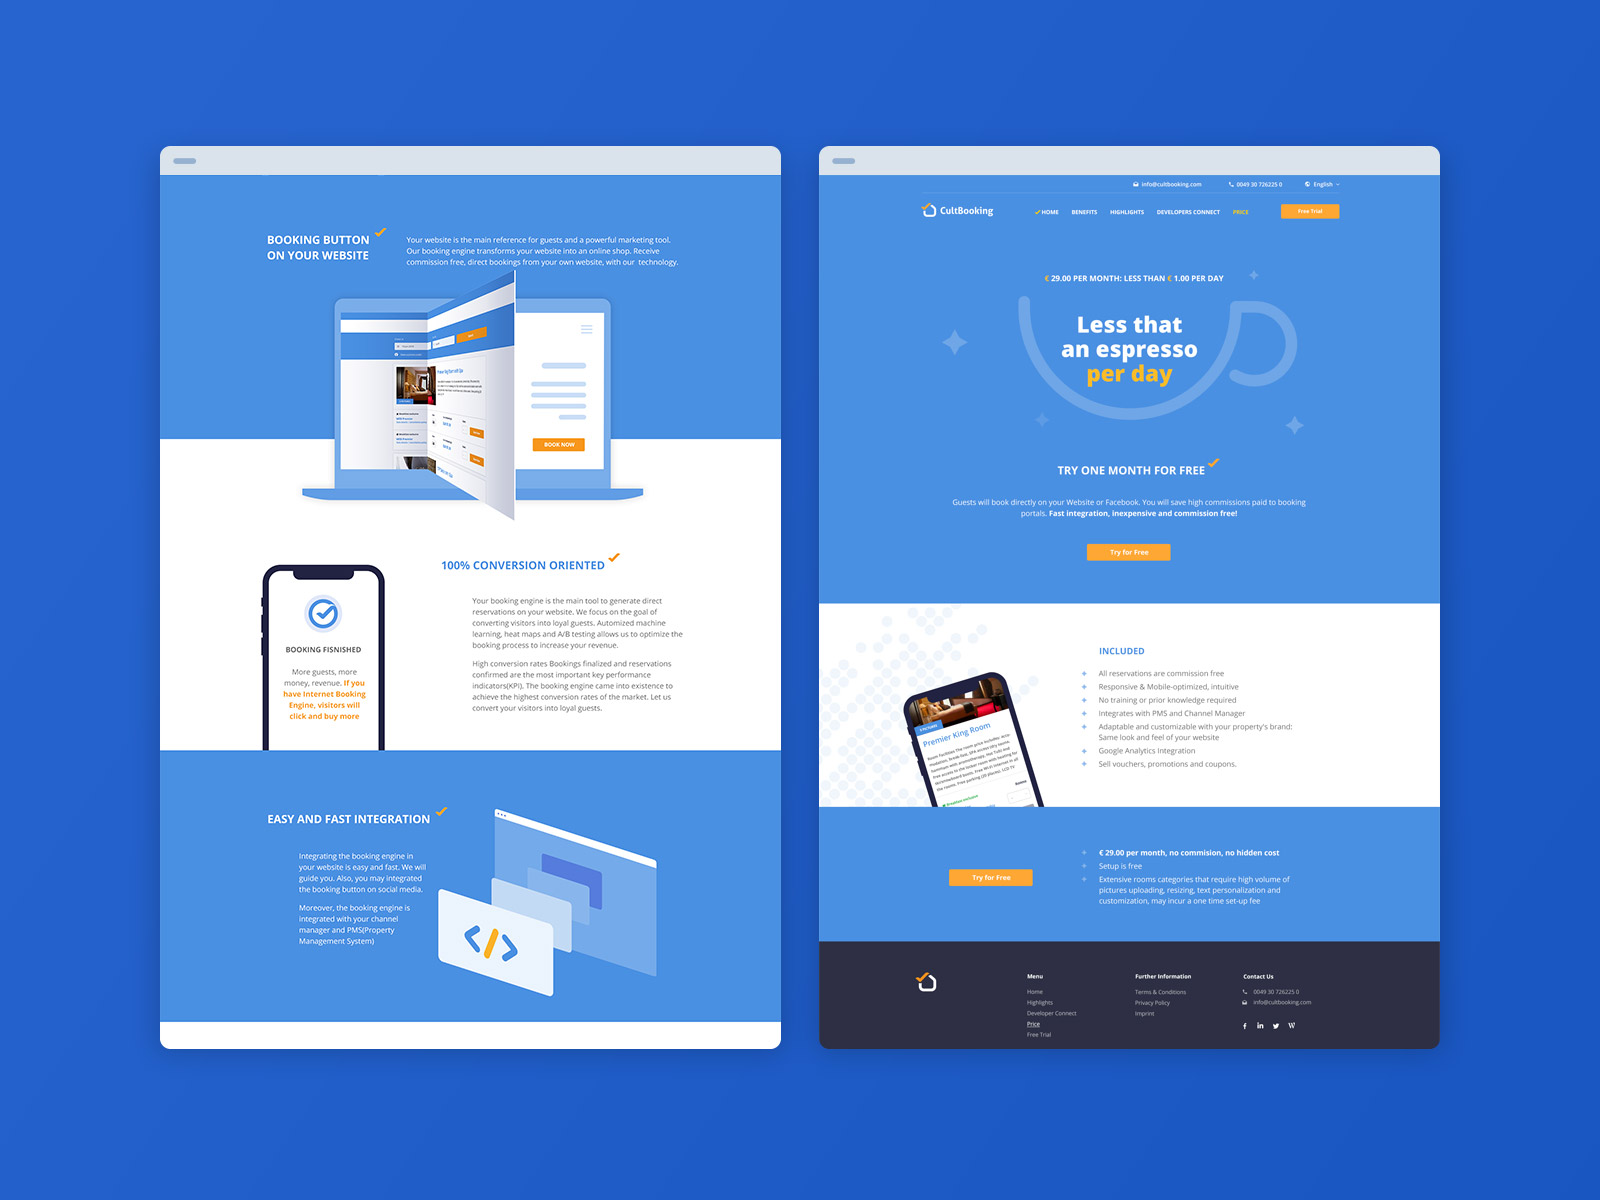 BOOKING BUTTON
ON YOUR WEBSITE
Your website is the main reference for guests and a powerful marketing tool.
Our booking engine transforms your website into an online shop. Receive
commission free, direct bookings from your own website, with our technology.
BOOK NOW
100% CONVERSION ORIENTED
Your booking engine is the main tool to generate direct
reservations on your website. We focus on the goal of
converting visitors into loyal guests. Automized machine
learning, heat maps and A/B testing allows us to optimize the
booking process to increase your revenue.
High conversion rates Bookings finalized and reservations
confirmed are the most important key performance
indicators(KPI). The booking engine came into existence to
achieve the highest conversion rates of the market. Let us
convert your visitors into loyal guests.
BOOKING FISNISHED
More guests, more
money, revenue. If you
have Internet Booking
Engine, visitors will
click and buy more
EASY AND FAST INTEGRATION
Integrating the booking engine in
your website is easy and fast. We will
guide you. Also, you may integrated
the booking button on social media.
Moreover, the booking engine is
integrated with your channel
manager and PMS(Property
Management System)
</>
info@cultbooking.com
0049 30 726225 0
English
CultBooking
HOME
BENEFITS
HIGHLIGHTS
DEVELOPERS CONNECT
PRICE
Free Trial
€ 29.00 PER MONTH: LESS THAN € 1.00 PER DAY
Less that
an espresso
per day
TRY ONE MONTH FOR FREE
Guests will book directly on your Website or Facebook. You will save high commissions paid to booking
portals. Fast integration, inexpensive and commission free!
Try for Free
Premier King Room
INCLUDED
All reservations are commission free
Responsive & Mobile-optimized, intuitive
No training or prior knowledge required
Integrates with PMS and Channel Manager
Adaptable and customizable with your property's brand:
Same look and feel of your website
Google Analytics Integration
Sell vouchers, promotions and coupons.
Try for Free
€ 29.00 per month, no commision, no hidden cost
Setup is free
Extensive rooms categories that require high volume of
pictures uploading, resizing, text personalization and
customization, may incur a one time set-up fee
Menu
Home
Highlights
Developer Connect
Price
Free Trial
Further Information
Terms & Conditions
Privacy Policy
Imprint
Contact Us
0049 30 726225 0
info@cultbooking.com